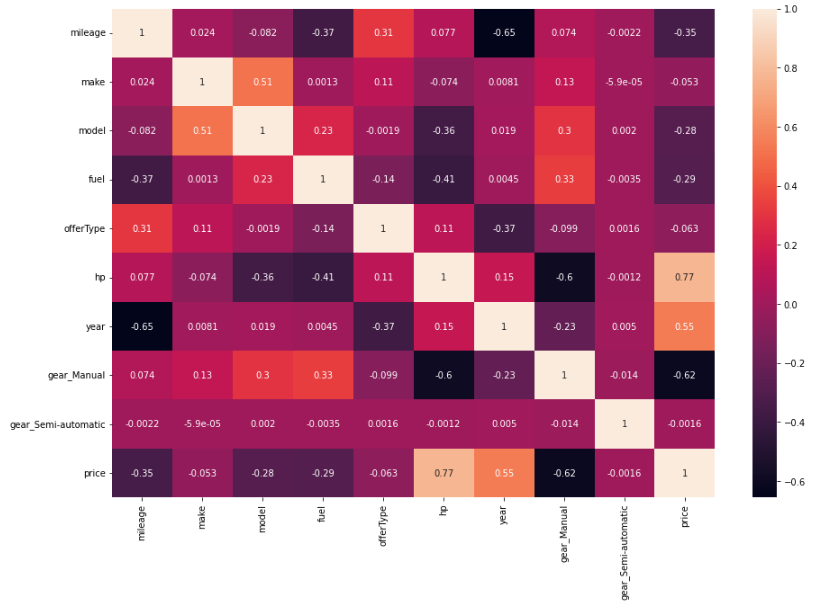 mileage 1 0.024 -0.082 -0.37 0.31 0.077 -0.65 0.074 -0.0022 -0.35
make 0.024 1 0.51 0.0013 0.11 -0.074 0.0081 0.13 -5.9e-05 -0.053
model -0.082 0.51 1 0.23 -0.0019 -0.36 0.019 0.3 0.002 -0.28
fuel -0.37 0.0013 0.23 1 -0.14 -0.41 0.0045 0.33 -0.0035 -0.29
offerType 0.31 0.11 -0.0019 -0.14 1 0.11 -0.37 -0.099 0.0016 -0.063
hp 0.077 -0.074 -0.36 -0.41 0.11 1 0.15 -0.6 -0.0012 0.77
year -0.65 0.0081 0.019 0.0045 -0.37 0.15 1 -0.23 0.005 0.55
gear_Manual 0.074 0.13 0.3 0.33 -0.099 -0.6 -0.23 1 -0.014 -0.62
gear_Semi-automatic -0.0022 -5.9e-05 0.002 -0.0035 0.0016 -0.0012 0.005 -0.014 1 -0.0016
price -0.35 -0.053 -0.28 -0.29 -0.063 0.77 0.55 -0.62 -0.0016 1
mileage
make
model
fuel
offerType
hp
year
gear_Manual
gear_Semi-automatic
price
1.0
0.8
0.6
0.4
0.2
0.0
−0.2
−0.4
−0.6